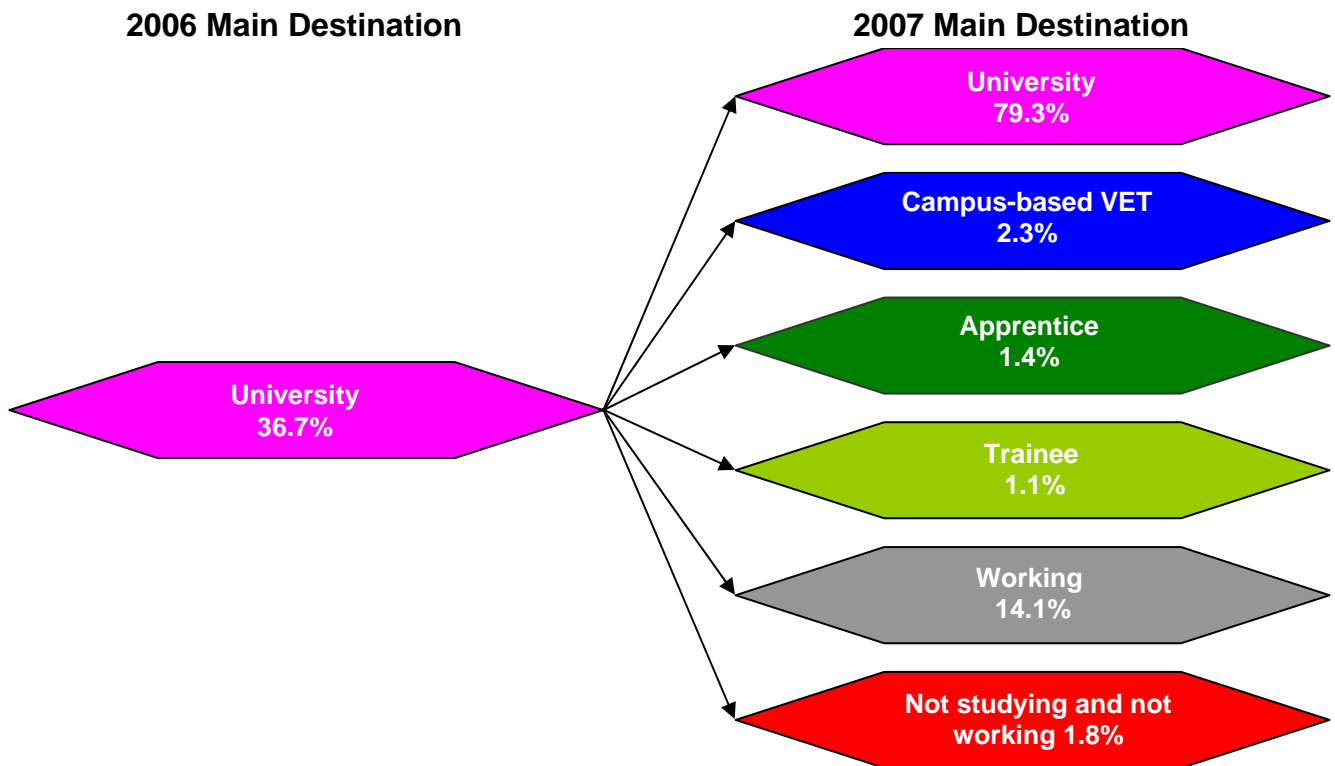 2006 Main Destination
2007 Main Destination
University
79.3%
Campus-based VET
2.3%
Apprentice
1.4%
University
36.7%
Trainee
1.1%
Working
14.1%
Not studying and not
working 1.8%